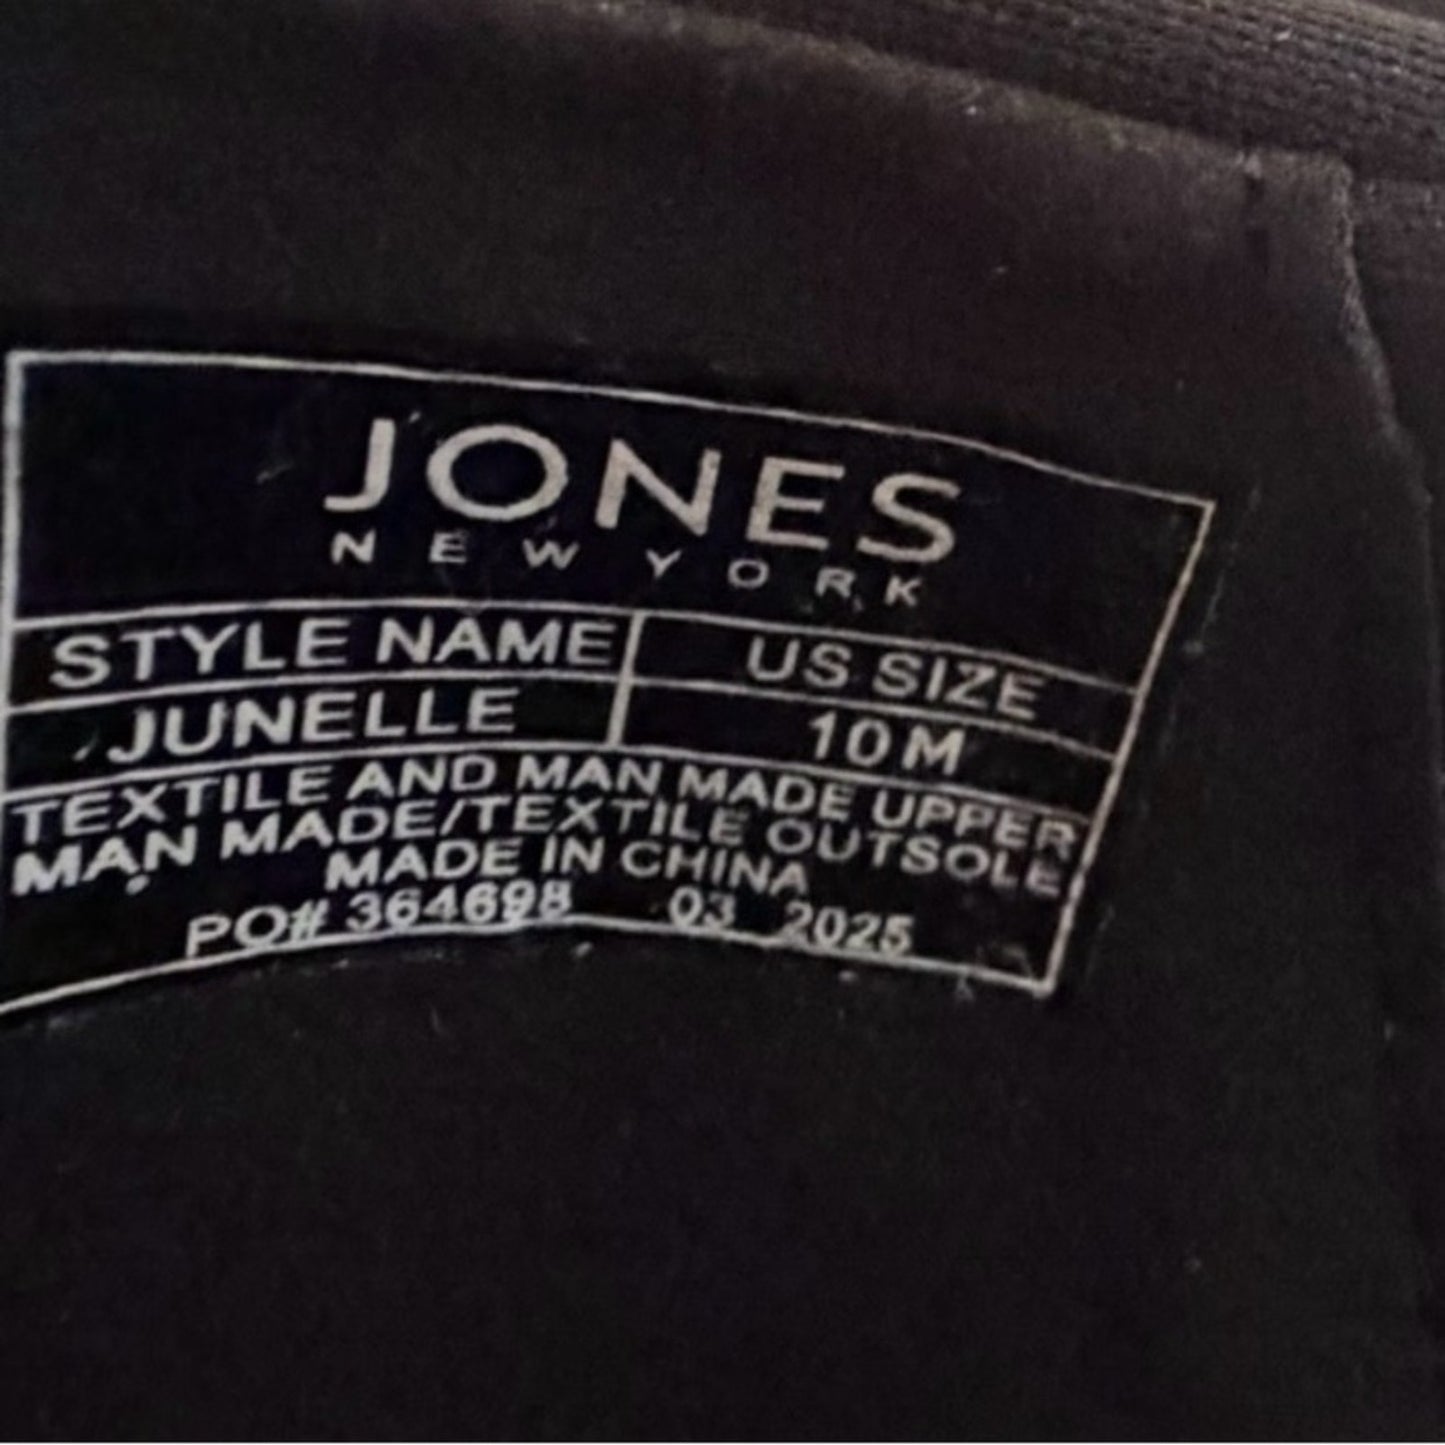 JONES
NEW YORK
STYLE NAME US SIZE
JUNELLE 10 M
TEXTILE AND MAN MADE UPPER
MAN MADE/TEXTILE OUTSOLE
MADE IN CHINA
PO# 364698 03 2025